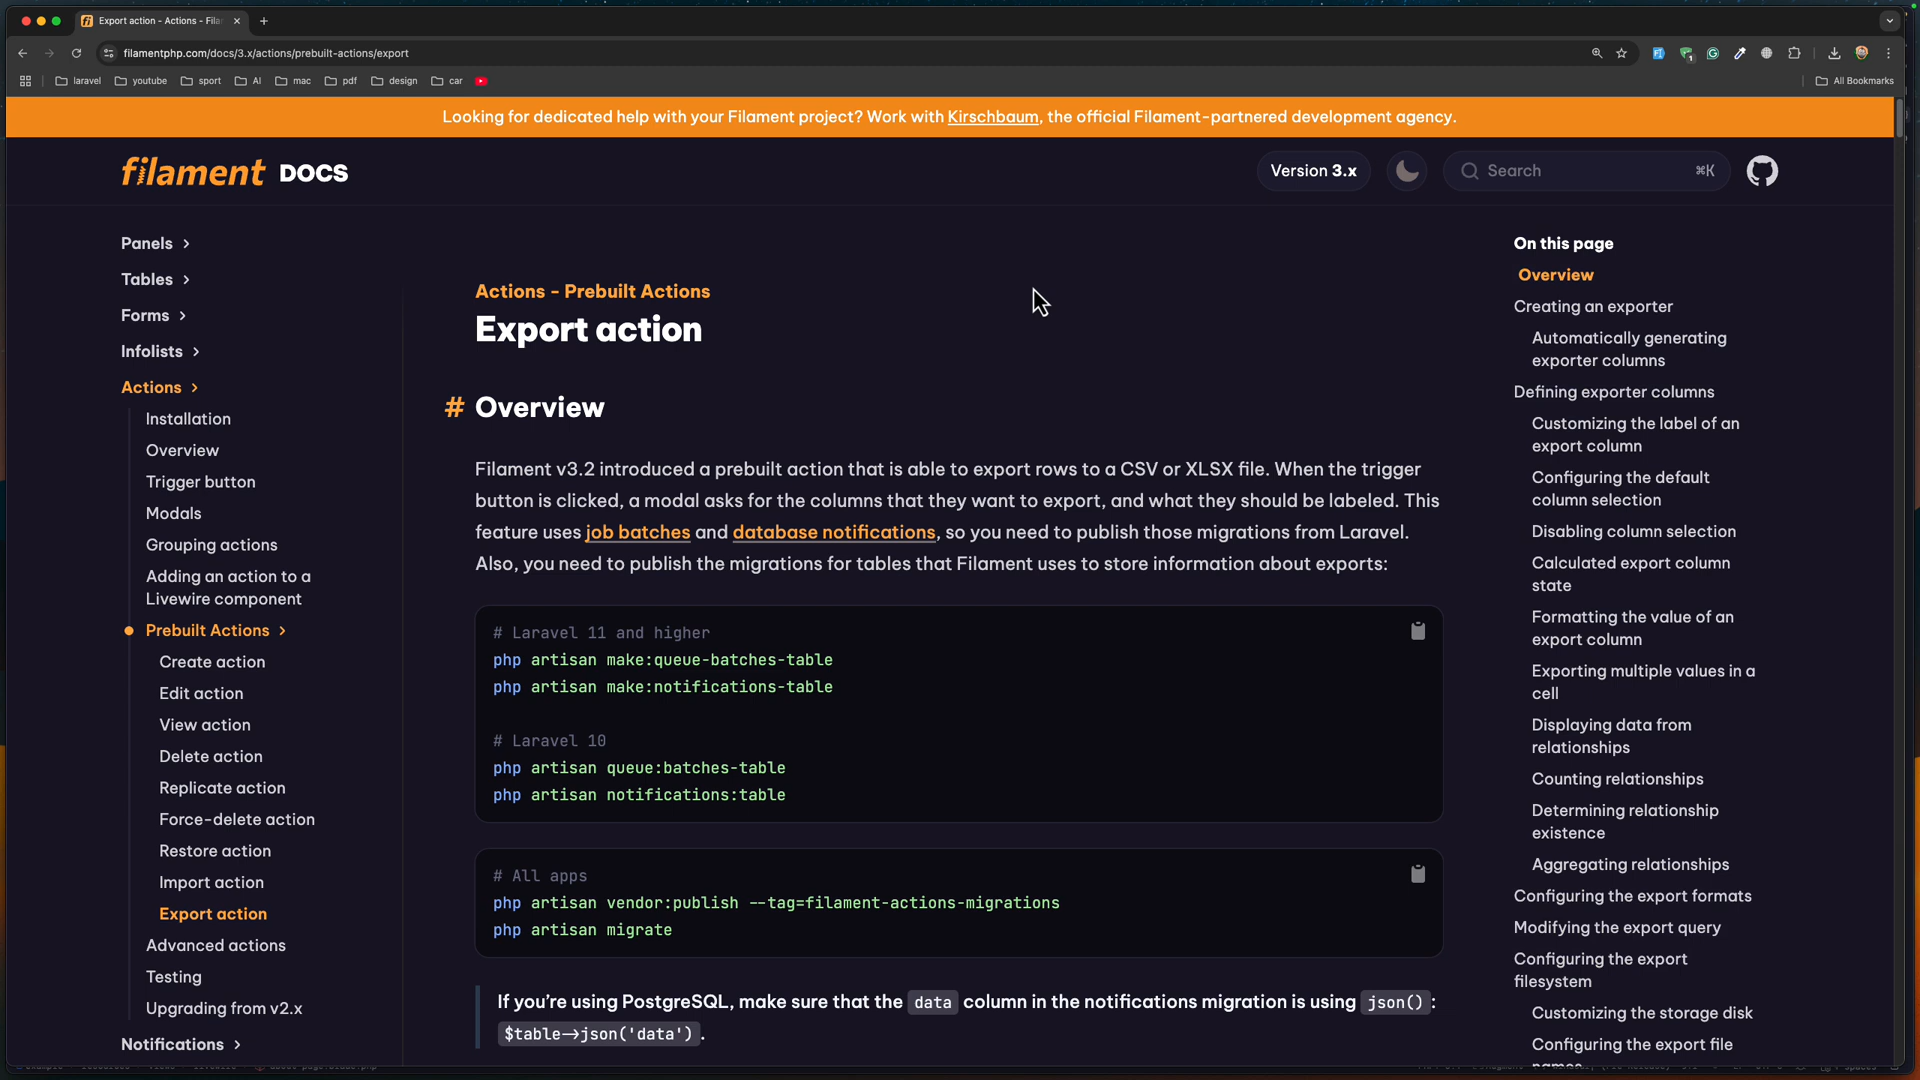 Export action - Actions - Fila
filamentphp.com/docs/3.x/actions/prebuilt-actions/export
laravel
youtube
sport
AI
mac
pdf
design
car
All Bookmarks
Looking for dedicated help with your Filament project? Work with Kirschbaum, the official Filament-partnered development agency.
filament DOCS
Version 3.x
Search
⌘K
Panels
Tables
Forms
Infolists
Actions
Installation
Overview
Trigger button
Modals
Grouping actions
Adding an action to a
Livewire component
Prebuilt Actions
Create action
Edit action
View action
Delete action
Replicate action
Force-delete action
Restore action
Import action
Export action
Advanced actions
Testing
Upgrading from v2.x
Notifications
Actions - Prebuilt Actions
Export action
# Overview
Filament v3.2 introduced a prebuilt action that is able to export rows to a CSV or XLSX file. When the trigger
button is clicked, a modal asks for the columns that they want to export, and what they should be labeled. This
feature uses job batches and database notifications, so you need to publish those migrations from Laravel.
Also, you need to publish the migrations for tables that Filament uses to store information about exports:
# Laravel 11 and higher
php artisan make:queue-batches-table
php artisan make:notifications-table
# Laravel 10
php artisan queue:batches-table
php artisan notifications:table
# All apps
php artisan vendor:publish --tag=filament-actions-migrations
php artisan migrate
If you're using PostgreSQL, make sure that the data column in the notifications migration is using json():
$table->json('data').
On this page
Overview
Creating an exporter
Automatically generating
exporter columns
Defining exporter columns
Customizing the label of an
export column
Configuring the default
column selection
Disabling column selection
Calculated export column
state
Formatting the value of an
export column
Exporting multiple values in a
cell
Displaying data from
relationships
Counting relationships
Determining relationship
existence
Aggregating relationships
Configuring the export formats
Modifying the export query
Configuring the export
filesystem
Customizing the storage disk
Configuring the export file
names